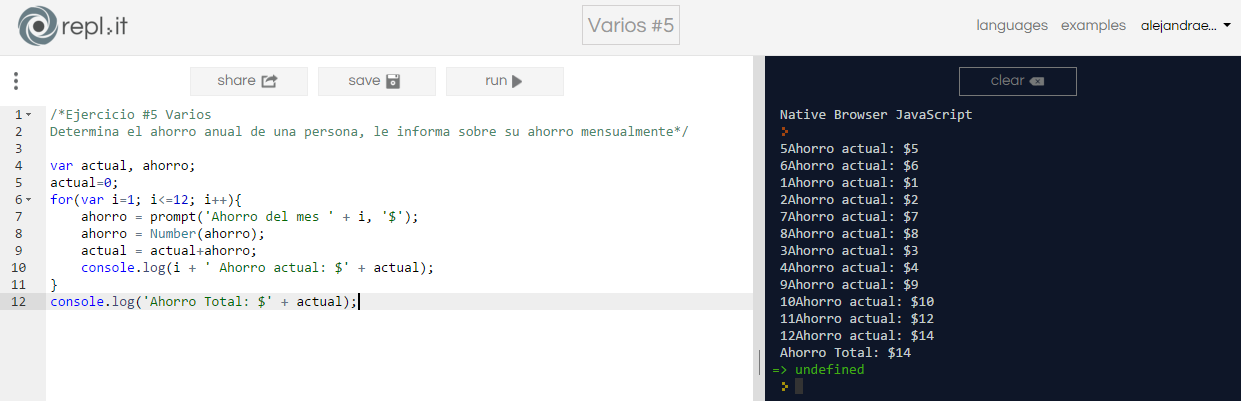 repl.it
Varios #5
languages examples alejandrae...
share save run
clear
1 /*Ejercicio #5 Varios
2 Determina el ahorro anual de una persona, le informa sobre su ahorro mensualmente*/
3
4 var actual, ahorro;
5 actual=0;
6 for(var i=1; i<=12; i++){
7 ahorro = prompt('Ahorro del mes ' + i, '$');
8 ahorro = Number(ahorro);
9 actual = actual+ahorro;
10 console.log(i + ' Ahorro actual: $' + actual);
11 }
12 console.log('Ahorro Total: $' + actual);
Native Browser JavaScript
5Ahorro actual: $5
6Ahorro actual: $6
1Ahorro actual: $1
2Ahorro actual: $2
7Ahorro actual: $7
8Ahorro actual: $8
3Ahorro actual: $3
4Ahorro actual: $4
9Ahorro actual: $9
10Ahorro actual: $10
11Ahorro actual: $12
12Ahorro actual: $14
Ahorro Total: $14
=> undefined